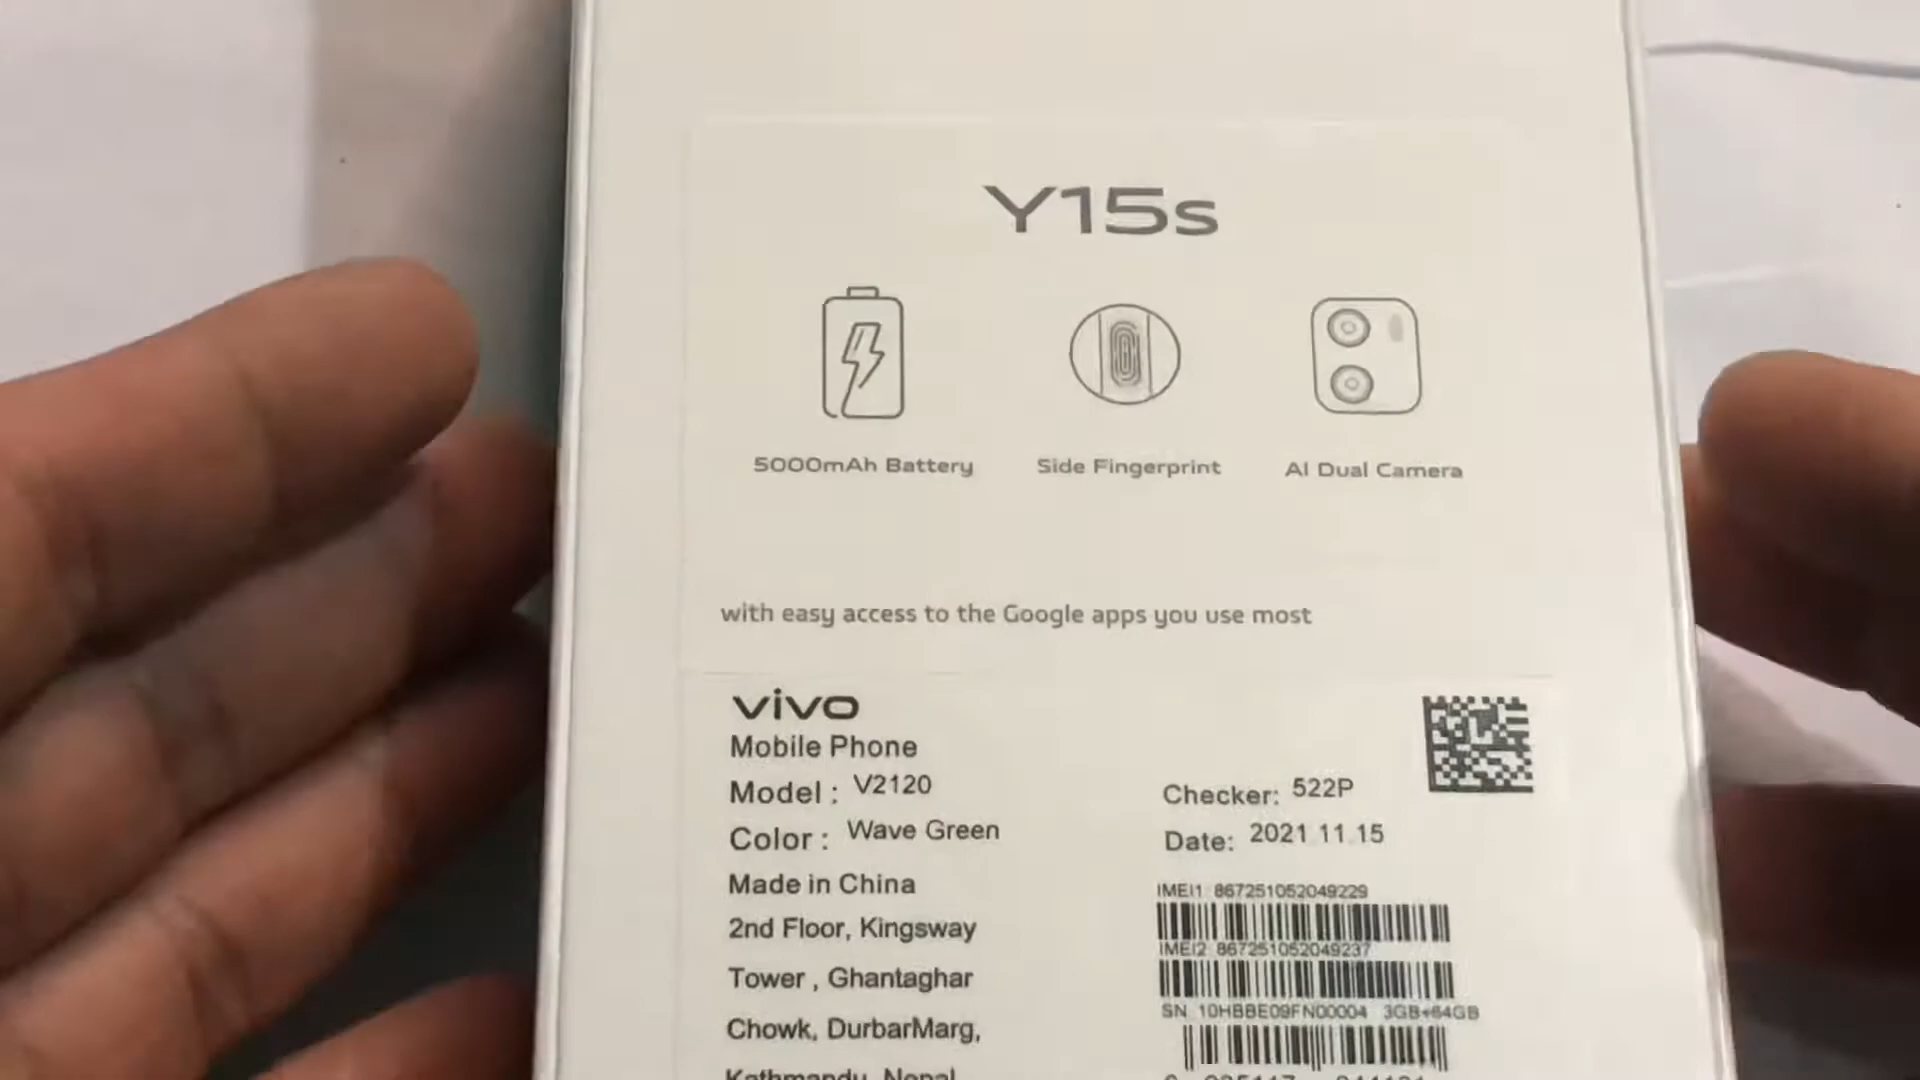 Y15s
5000mAh Battery
Side Fingerprint
AI Dual Camera
with easy access to the Google apps you use most
vivo
Mobile Phone
Model : V2120
Color : Wave Green
Made in China
2nd Floor, Kingsway
Tower , Ghantaghar
Chowk, DurbarMarg,
Kathmandu, Nepal
Checker: 522P
Date: 2021 11.15
IMEI1: 867251052049229
IMEI2: 867251052049237
SN 10HBBE09FN00004 3GB+64GB